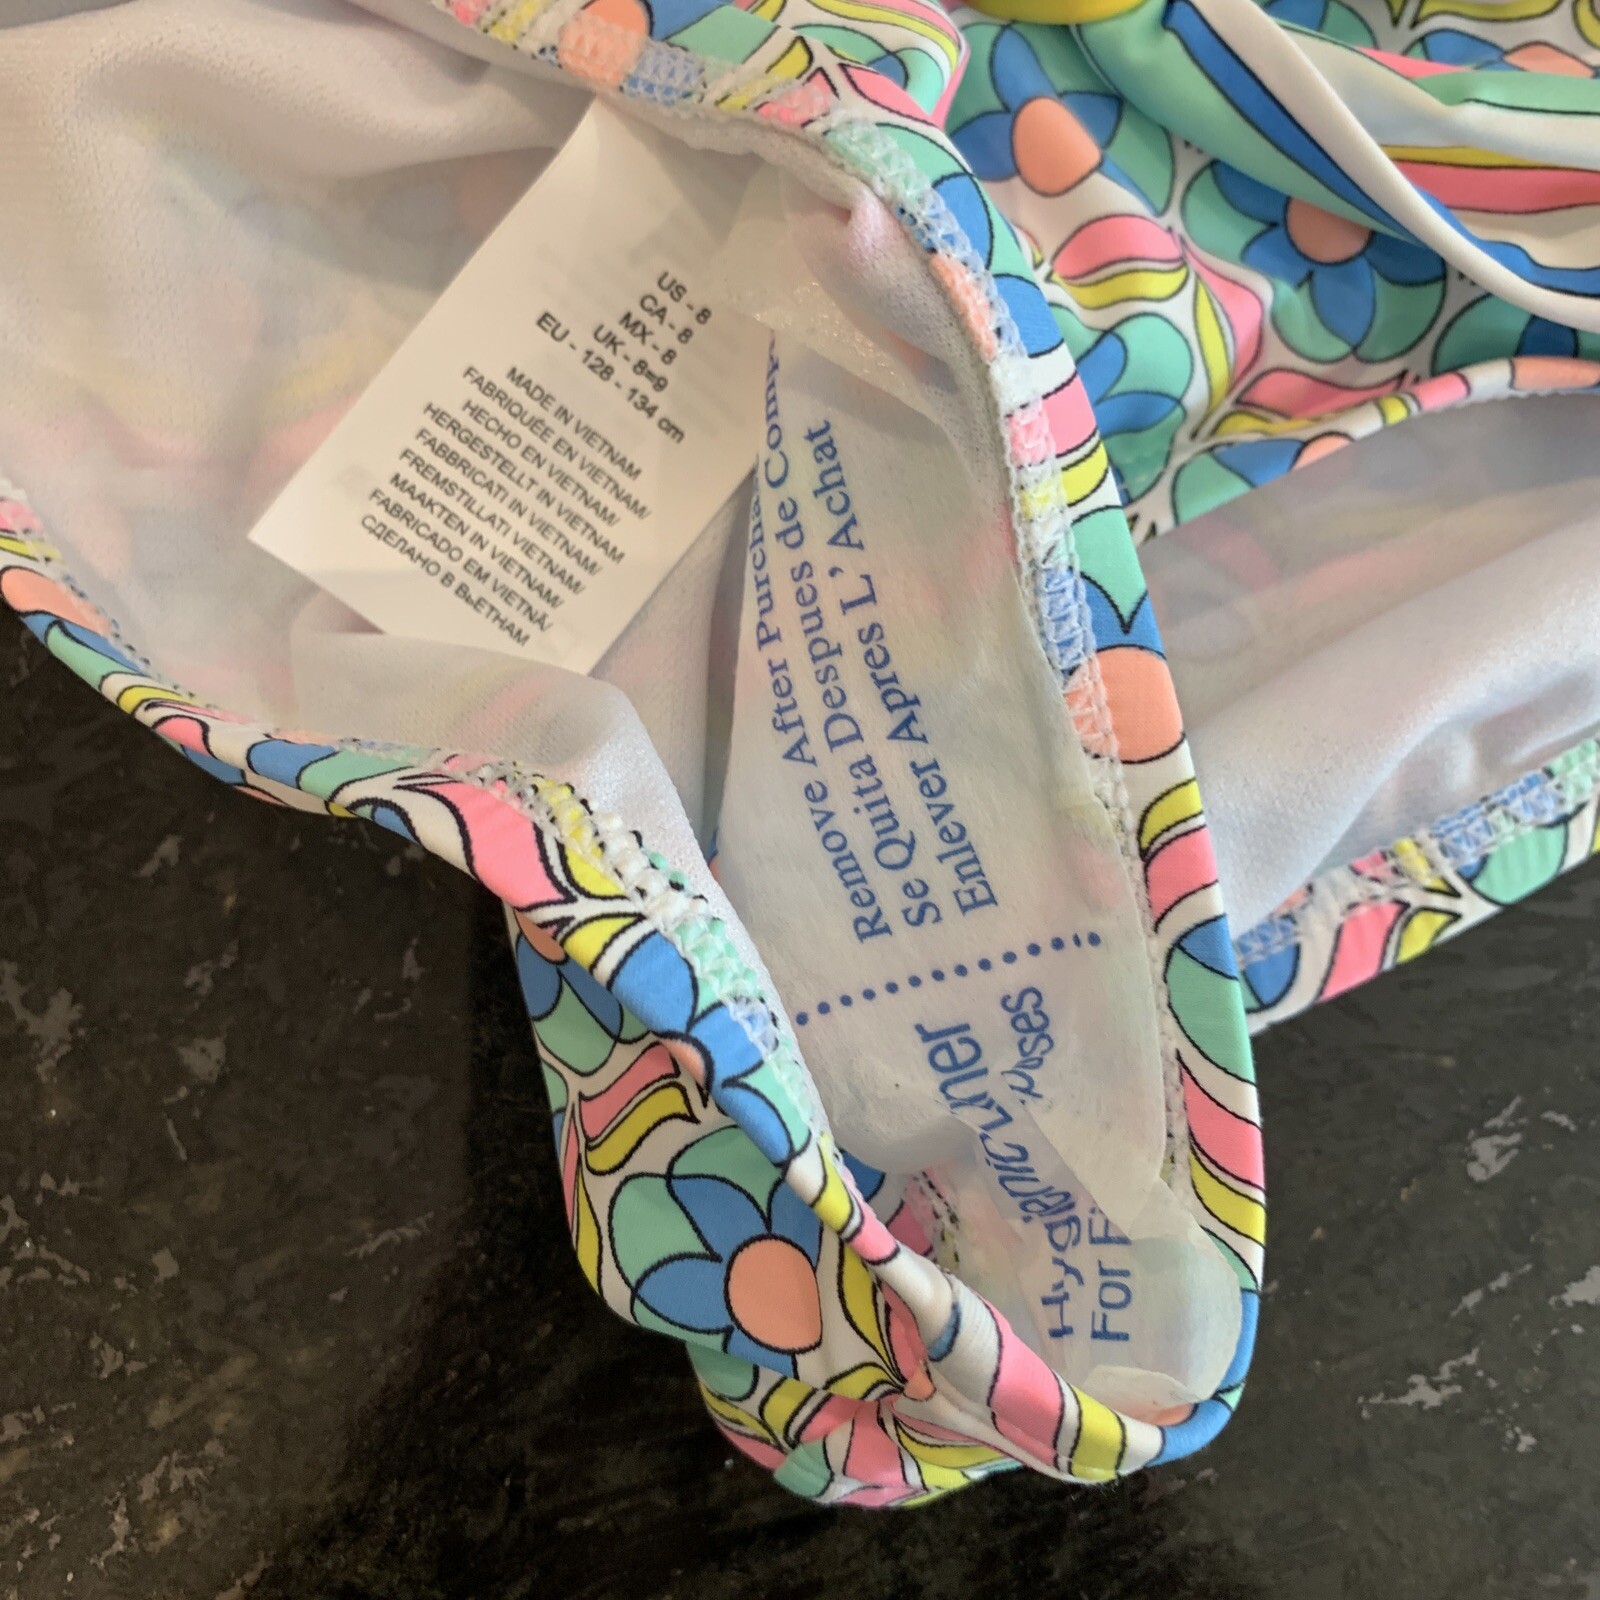 US - 8
CA - 8
MX - 8
UK - 8=9
EU - 128 - 134 cm
MADE IN VIETNAM
FABRIQUÉE EN VIETNAM/
HECHO EN VIETNAM/
HERGESTELLT IN VIETNAM
FABBRICATI IN VIETNAM/
FREMSTILLATI VIETNAM/
MAAKTEN IN VIETNAM/
FABRICADO EM VIETNÃ/
СДЕЛАНО В ВЬЕТНАМ
Remove After Purchase
Se Quita Despues de Comp
Enlever Apres L'Achat
Hygienic Liner
For